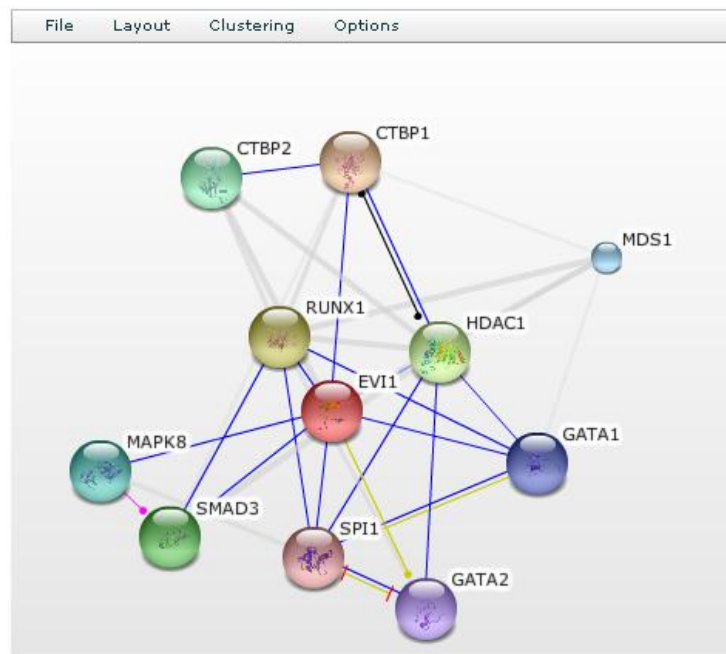 File Layout Clustering Options
CTBP1
CTBP2
MDS1
RUNX1
HDAC1
EVI1
GATA1
MAPK8
SMAD3
SPI1
GATA2